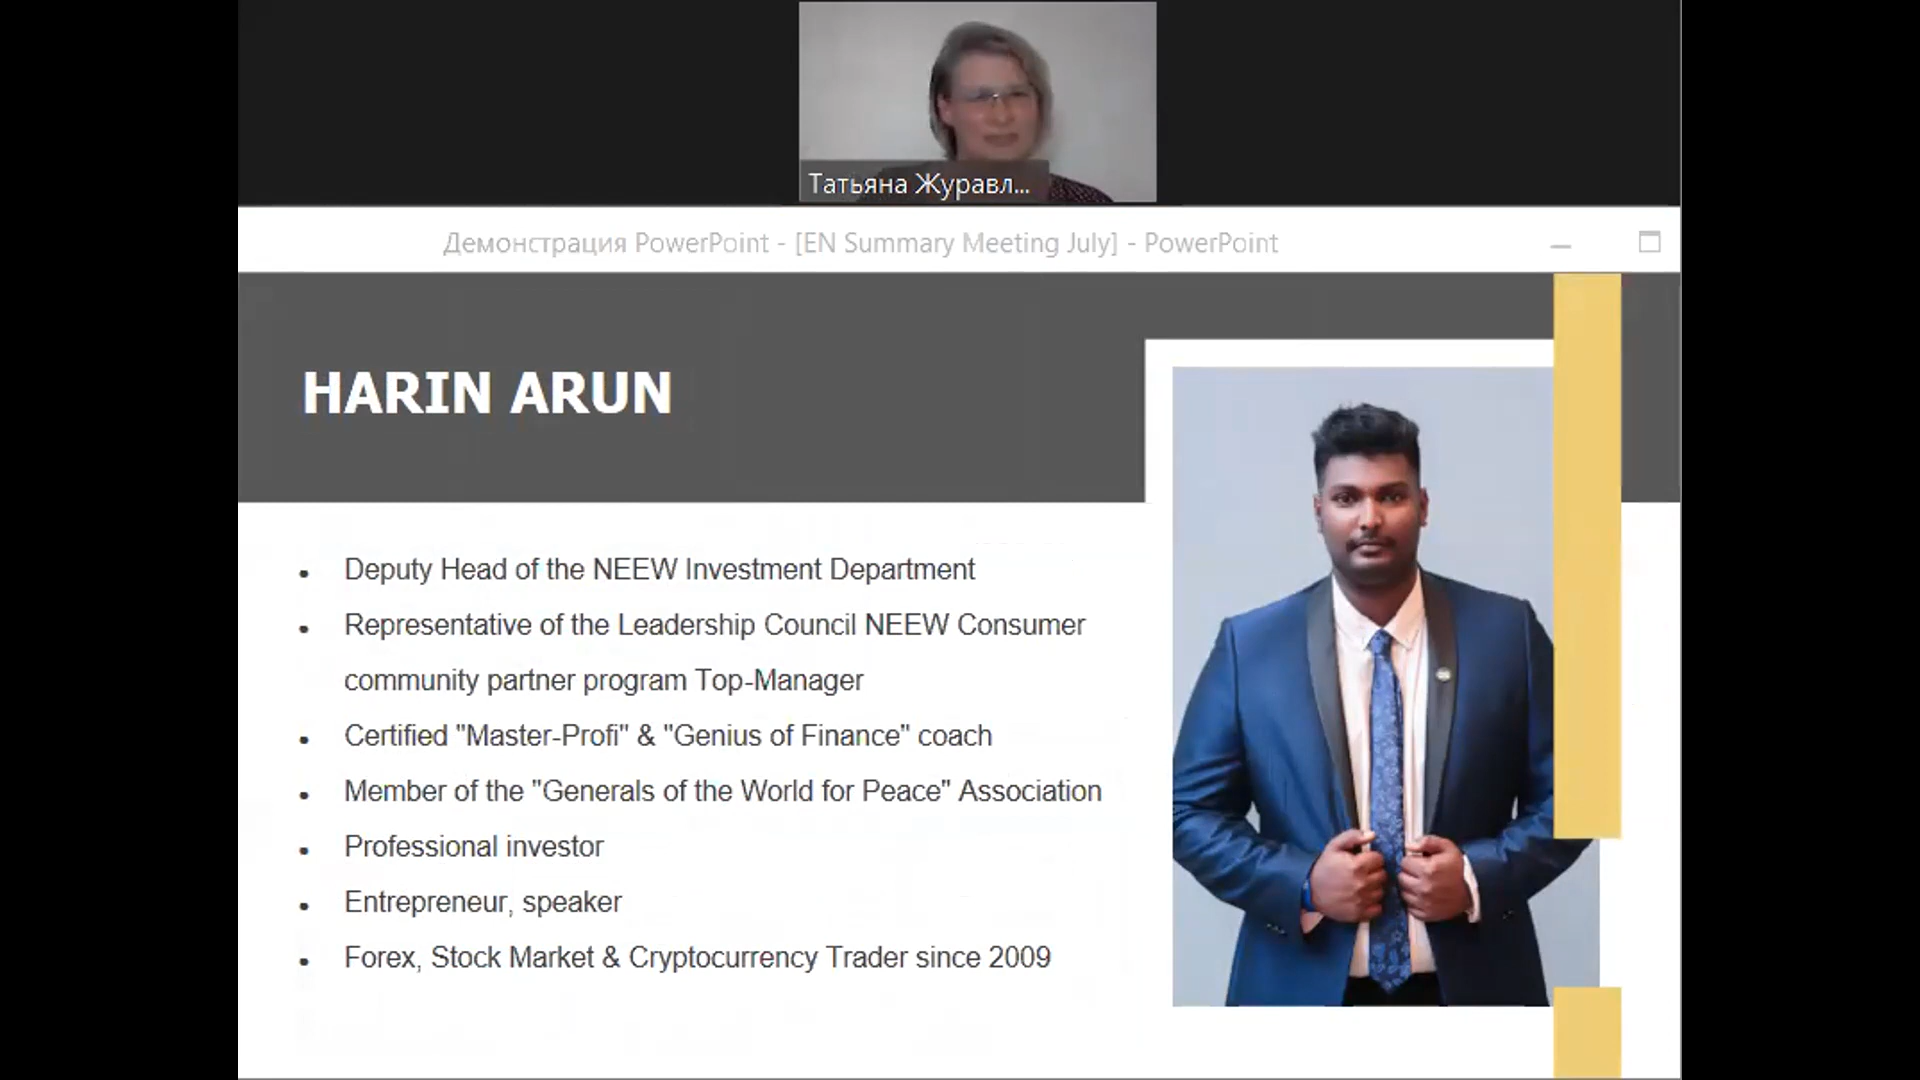 Татьяна Журавл...
Демонстрация PowerPoint - [EN Summary Meeting July] - PowerPoint
HARIN ARUN
• Deputy Head of the NEEW Investment Department
• Representative of the Leadership Council NEEW Consumer
community partner program Top-Manager
• Certified "Master-Profi" & "Genius of Finance" coach
• Member of the "Generals of the World for Peace" Association
• Professional investor
• Entrepreneur, speaker
• Forex, Stock Market & Cryptocurrency Trader since 2009